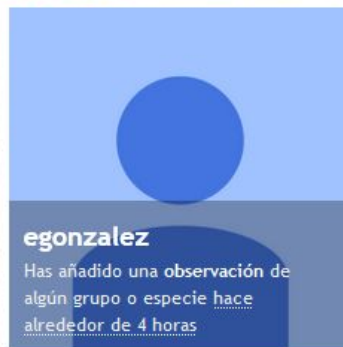 egonzalez
Has añadido una observación de
algún grupo o especie hace
alrededor de 4 horas